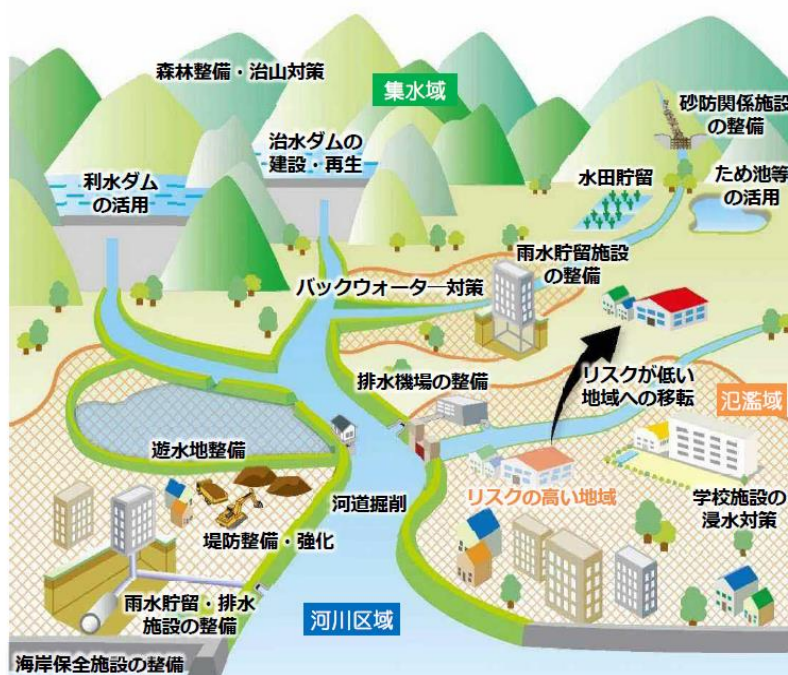 森林整備・治山対策
集水域
砂防関係施設
の整備
治水ダムの
建設・再生
利水ダム
の活用
水田貯留
ため池等
の活用
雨水貯留施設
の整備
バックウォーター対策
排水機場の整備
リスクが低い
地域への移転
氾濫域
遊水地整備
リスクの高い地域
学校施設の
浸水対策
河道掘削
堤防整備・強化
雨水貯留・排水
施設の整備
河川区域
海岸保全施設の整備